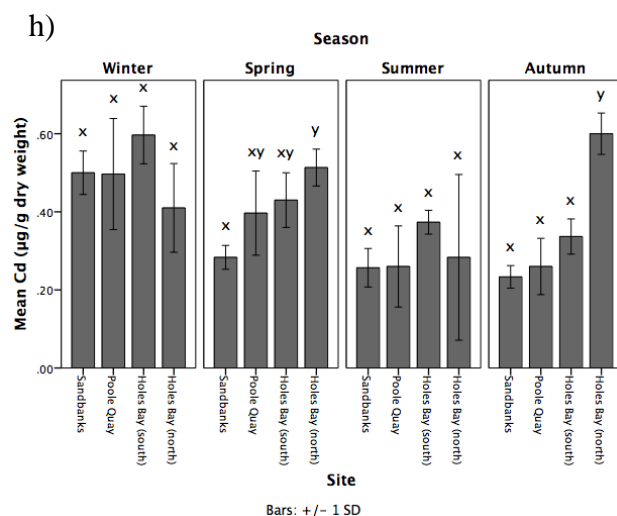 h)
Season
Winter Spring Summer Autumn
Mean Cd (µg/g dry weight)
.60
.40
.20
.00
x x x x
x xy xy y
x x x x
x x x y
Sandbanks
Poole Quay
Holes Bay (south)
Holes Bay (north)
Sandbanks
Poole Quay
Holes Bay (south)
Holes Bay (north)
Sandbanks
Poole Quay
Holes Bay (south)
Holes Bay (north)
Sandbanks
Poole Quay
Holes Bay (south)
Holes Bay (north)
Site
Bars: +/- 1 SD